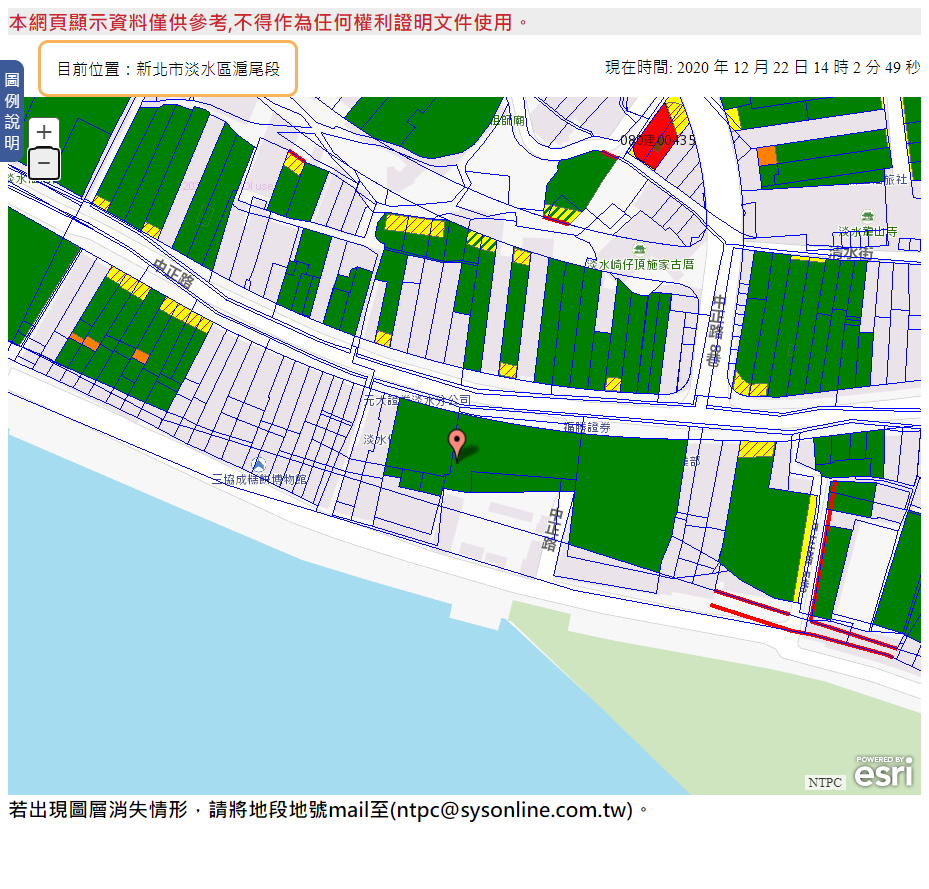 本網頁顯示資料僅供參考,不得作為任何權利證明文件使用。
目前位置：新北市淡水區滬尾段
現在時間: 2020 年 12 月 22 日 14 時 2 分 49 秒
圖例說明
+
−
祖師廟
淡水龍山寺
清水街
淡水崎仔頂施家古厝
中正路
中正路 8巷
元大證券淡水分公司
福勝證券
三協成糕餅博物館
中正路
POWERED BY
esri
NTPC
若出現圖層消失情形，請將地段地號mail至(ntpc@sysonline.com.tw)。